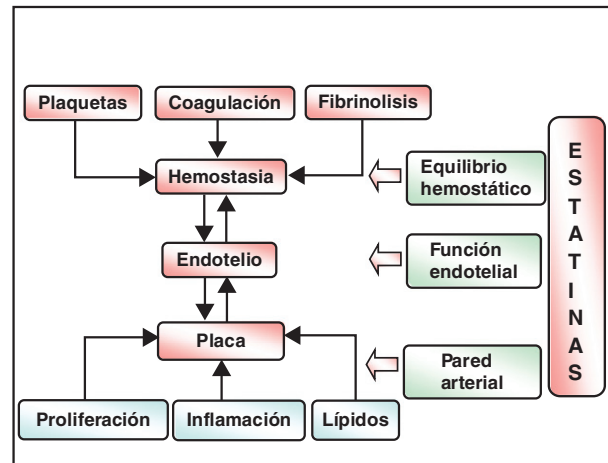 Plaquetas
Coagulación
Fibrinolisis
Hemostasia
Equilibrio
hemostático
Endotelio
Función
endotelial
Placa
Pared
arterial
Proliferación
Inflamación
Lípidos
E
S
T
A
T
I
N
A
S